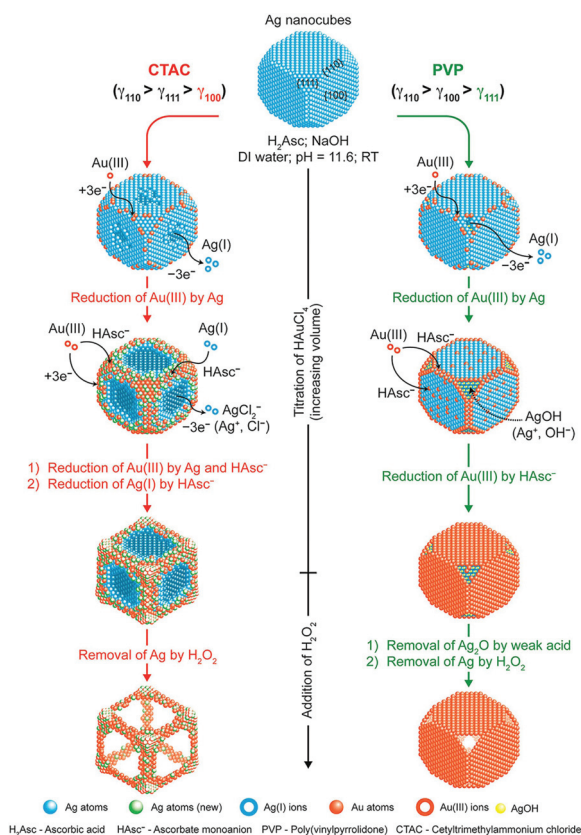 Ag nanocubes
CTAC
(γ110 > γ111 > γ100)
{110}
{111}
{100}
PVP
(γ110 > γ100 > γ111)
H2Asc; NaOH
DI water; pH = 11.6; RT
Au(III)
+3e−
Ag(I)
−3e−
Reduction of Au(III) by Ag
Au(III)
+3e−
Ag(I)
−3e−
Reduction of Au(III) by Ag
Titration of HAuCl4
(increasing volume)
Au(III)
HAsc−
+3e−
Ag(I)
HAsc−
AgCl2−
−3e− (Ag+, Cl−)
Au(III)
HAsc−
HAsc−
AgOH
(Ag+, OH−)
1) Reduction of Au(III) by Ag and HAsc−
2) Reduction of Ag(I) by HAsc−
Reduction of Au(III) by HAsc−
Addition of H2O2
Removal of Ag by H2O2
1) Removal of Ag2O by weak acid
2) Removal of Ag by H2O2
Ag atoms
Ag atoms (new)
Ag(I) ions
Au atoms
Au(III) ions
AgOH
H2Asc - Ascorbic acid HAsc− - Ascorbate monoanion PVP - Poly(vinylpyrrolidone) CTAC - Cetyltrimethylammonium chloride